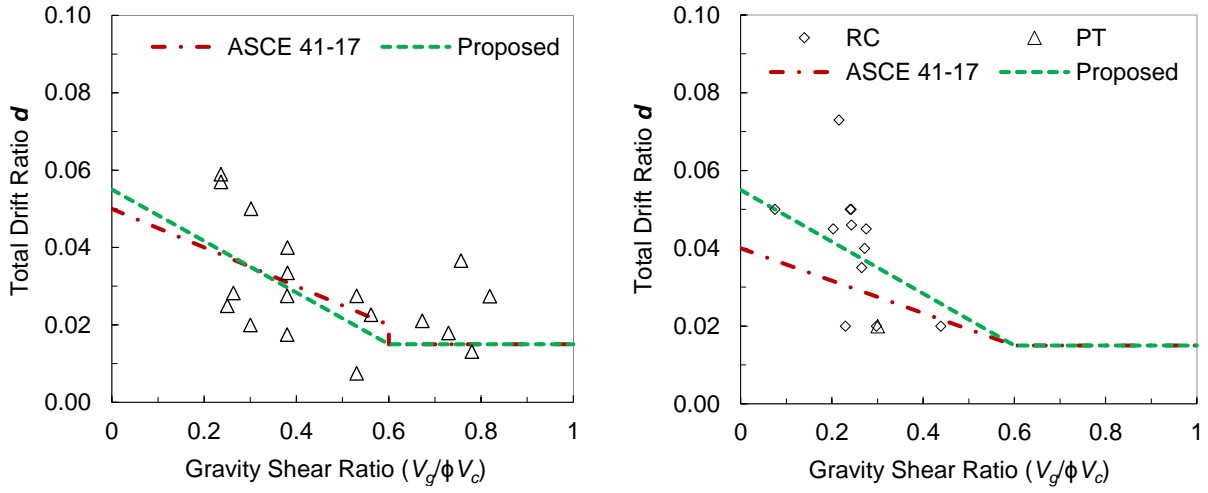 ASCE 41-17 Proposed
0.10
0.08
0.06
0.04
0.02
0.00
Total Drift Ratio d
0 0.2 0.4 0.6 0.8 1
Gravity Shear Ratio (Vg/ϕVc)
RC PT
ASCE 41-17 Proposed
0.10
0.08
0.06
0.04
0.02
0.00
Total Drift Ratio d
0 0.2 0.4 0.6 0.8 1
Gravity Shear Ratio (Vg/ϕVc)